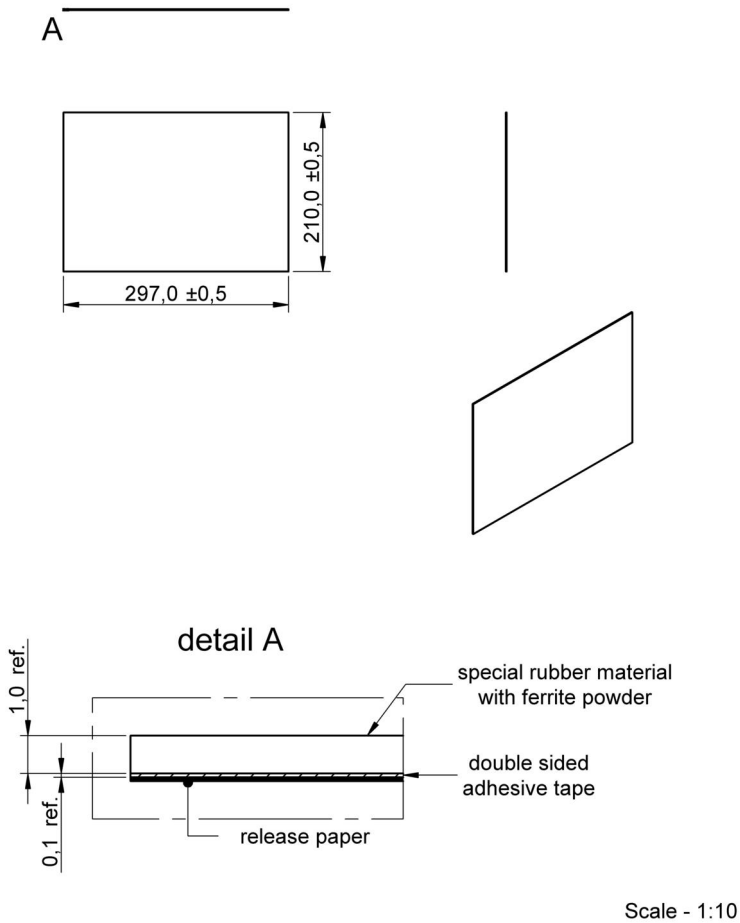 A
210,0 ±0,5
297,0 ±0,5
detail A
1,0 ref.
special rubber material
with ferrite powder
double sided
adhesive tape
0,1 ref.
release paper
Scale - 1:10